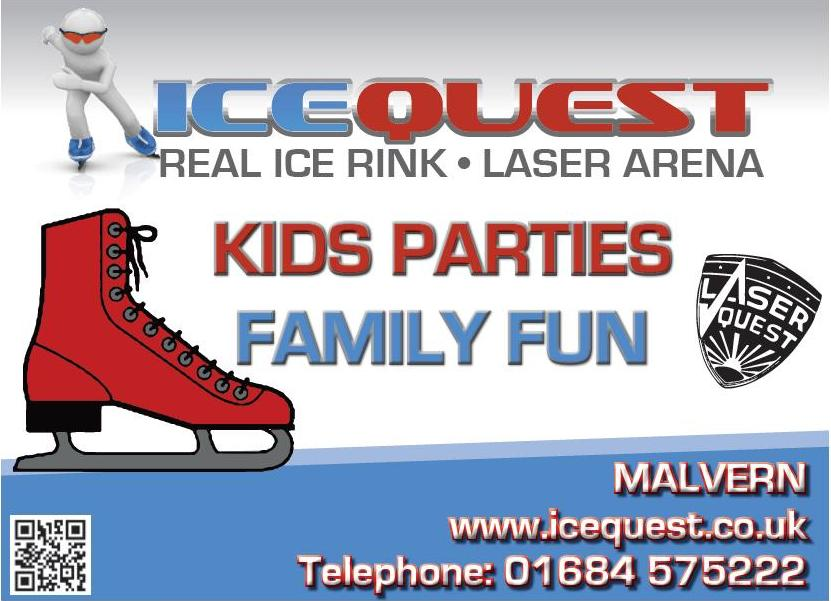 ICEQUEST
REAL ICE RINK • LASER ARENA
KIDS PARTIES
FAMILY FUN
LASER
QUEST
MALVERN
www.icequest.co.uk
Telephone: 01684 575222